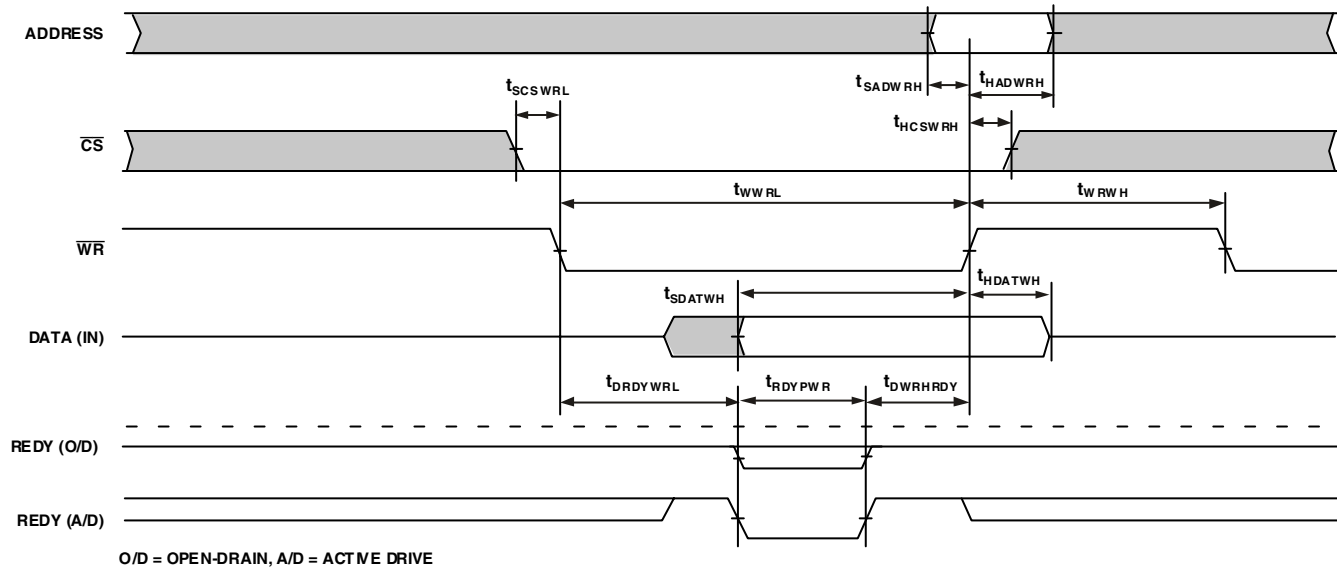 ADDRESS
tSADWRH
tHADWRH
tSCSWRL
tHCSWRH
CS
tWWRL
tWRWH
WR
tSDATWH
tHDATWH
DATA (IN)
tDRDYWRL
tRDYPWR
tDWRHRDY
REDY (O/D)
REDY (A/D)
O/D = OPEN-DRAIN, A/D = ACTIVE DRIVE